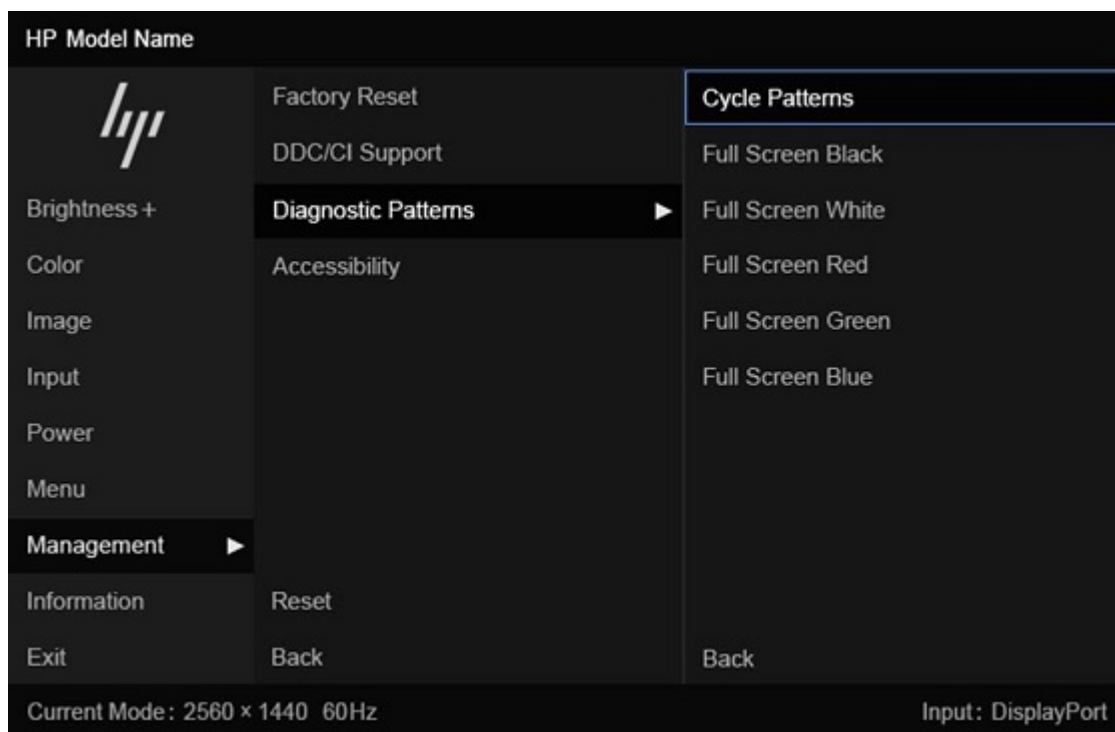 HP Model Name
hp
Brightness+
Color
Image
Input
Power
Menu
Management ▶
Information
Exit
Factory Reset
DDC/CI Support
Diagnostic Patterns ▶
Accessibility
Reset
Back
Cycle Patterns
Full Screen Black
Full Screen White
Full Screen Red
Full Screen Green
Full Screen Blue
Back
Current Mode: 2560 × 1440 60Hz
Input: DisplayPort